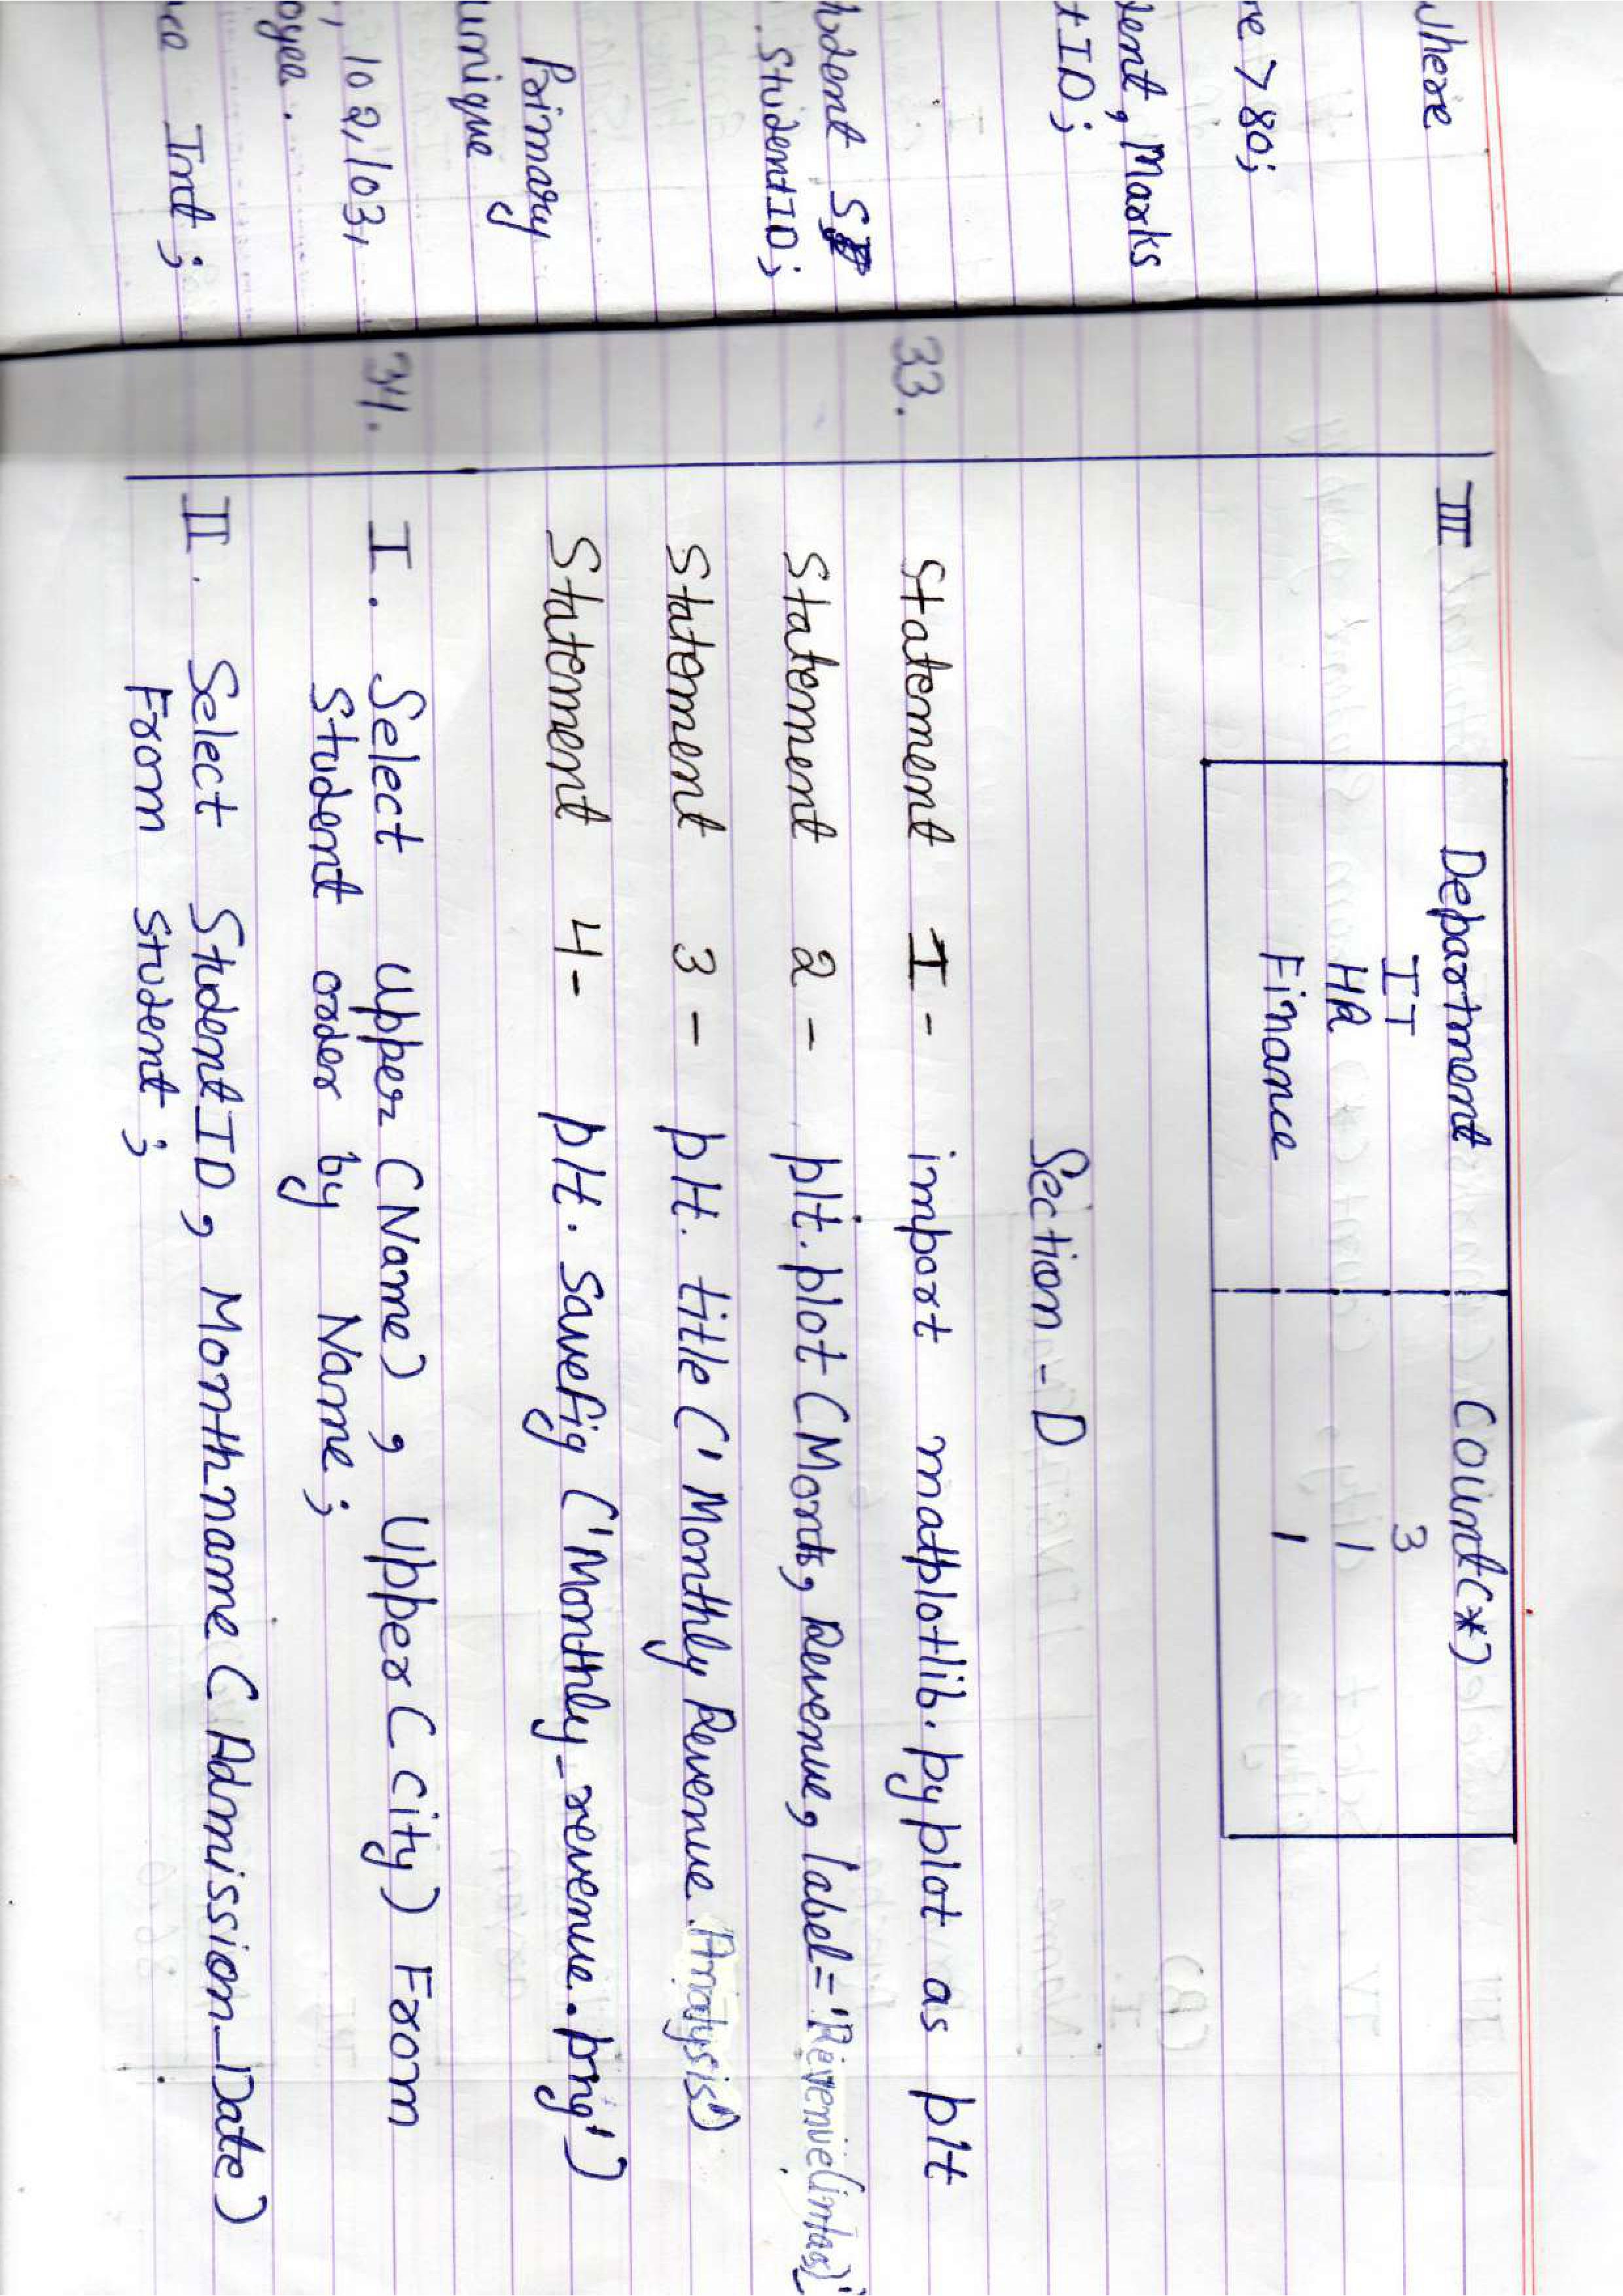 where
re > 80;
dent, Marks
tID;
udent S
. StudentID;
Primary
unique
, 102, 103,
oyee.
ce Int;
III
Department Count(*)
IT 3
HR 1
Finance 1
Section - D
33. Statement I - import matplotlib.pyplot as plt
Statement 2 - plt.plot (Month, Revenue, label='Revenue(inlacs)'
Statement 3 - plt. title (' Monthly Revenue Analysis')
Statement 4 - plt. savefig ('Monthly_revenue.png')
34. I. Select Upper (Name) , Upper ( City) From
Student order by Name;
II. Select StudentID, Monthname ( Admission_Date)
From Student ;